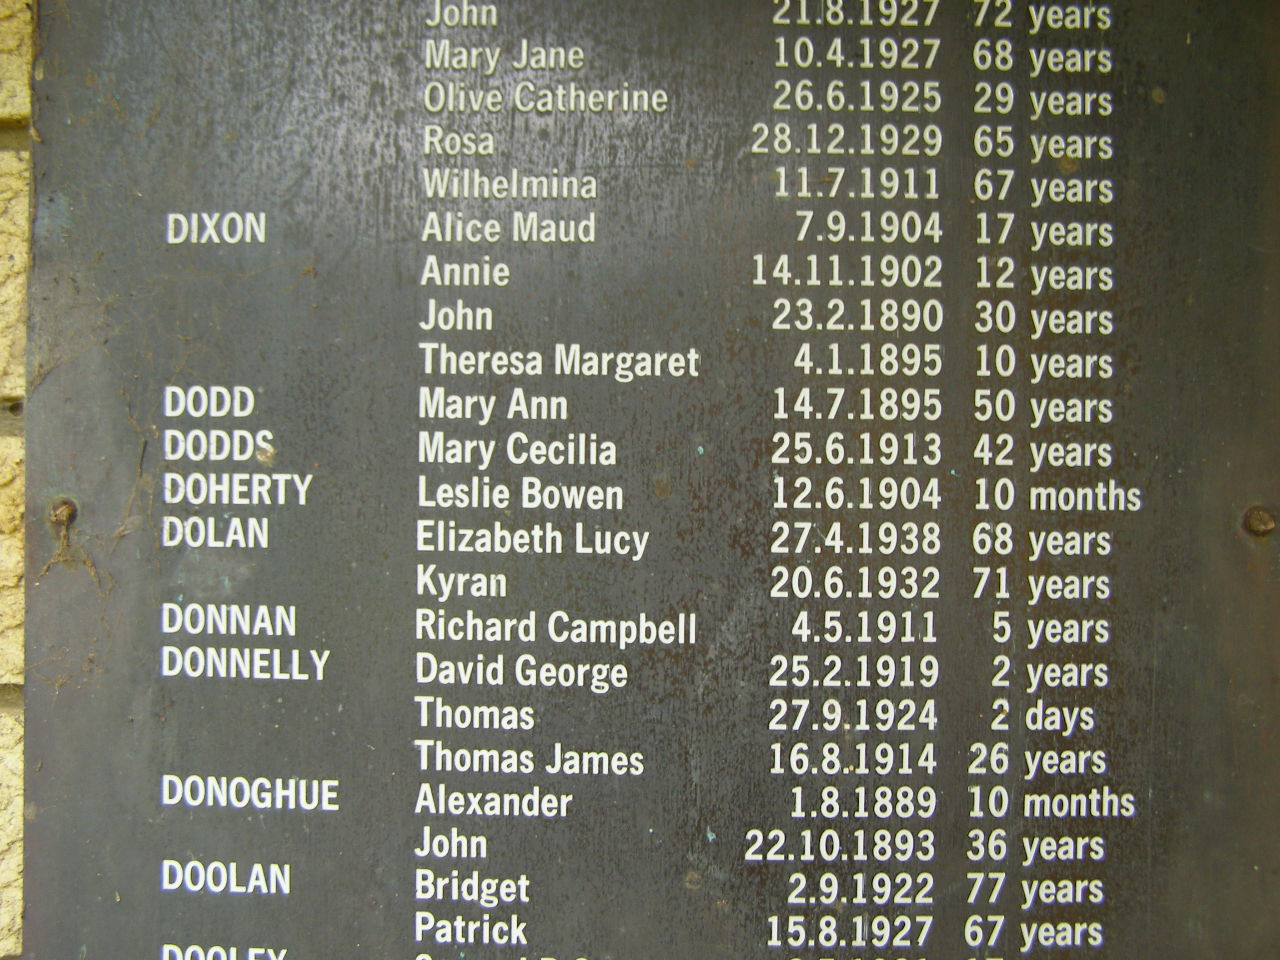 John 21.8.1927 72 years
Mary Jane 10.4.1927 68 years
Olive Catherine 26.6.1925 29 years
Rosa 28.12.1929 65 years
Wilhelmina 11.7.1911 67 years
DIXON Alice Maud 7.9.1904 17 years
Annie 14.11.1902 12 years
John 23.2.1890 30 years
Theresa Margaret 4.1.1895 10 years
DODD Mary Ann 14.7.1895 50 years
DODDS Mary Cecilia 25.6.1913 42 years
DOHERTY Leslie Bowen 12.6.1904 10 months
DOLAN Elizabeth Lucy 27.4.1938 68 years
Kyran 20.6.1932 71 years
DONNAN Richard Campbell 4.5.1911 5 years
DONNELLY David George 25.2.1919 2 years
Thomas 27.9.1924 2 days
Thomas James 16.8.1914 26 years
DONOGHUE Alexander 1.8.1889 10 months
John 22.10.1893 36 years
DOOLAN Bridget 2.9.1922 77 years
Patrick 15.8.1927 67 years
DOOLEY